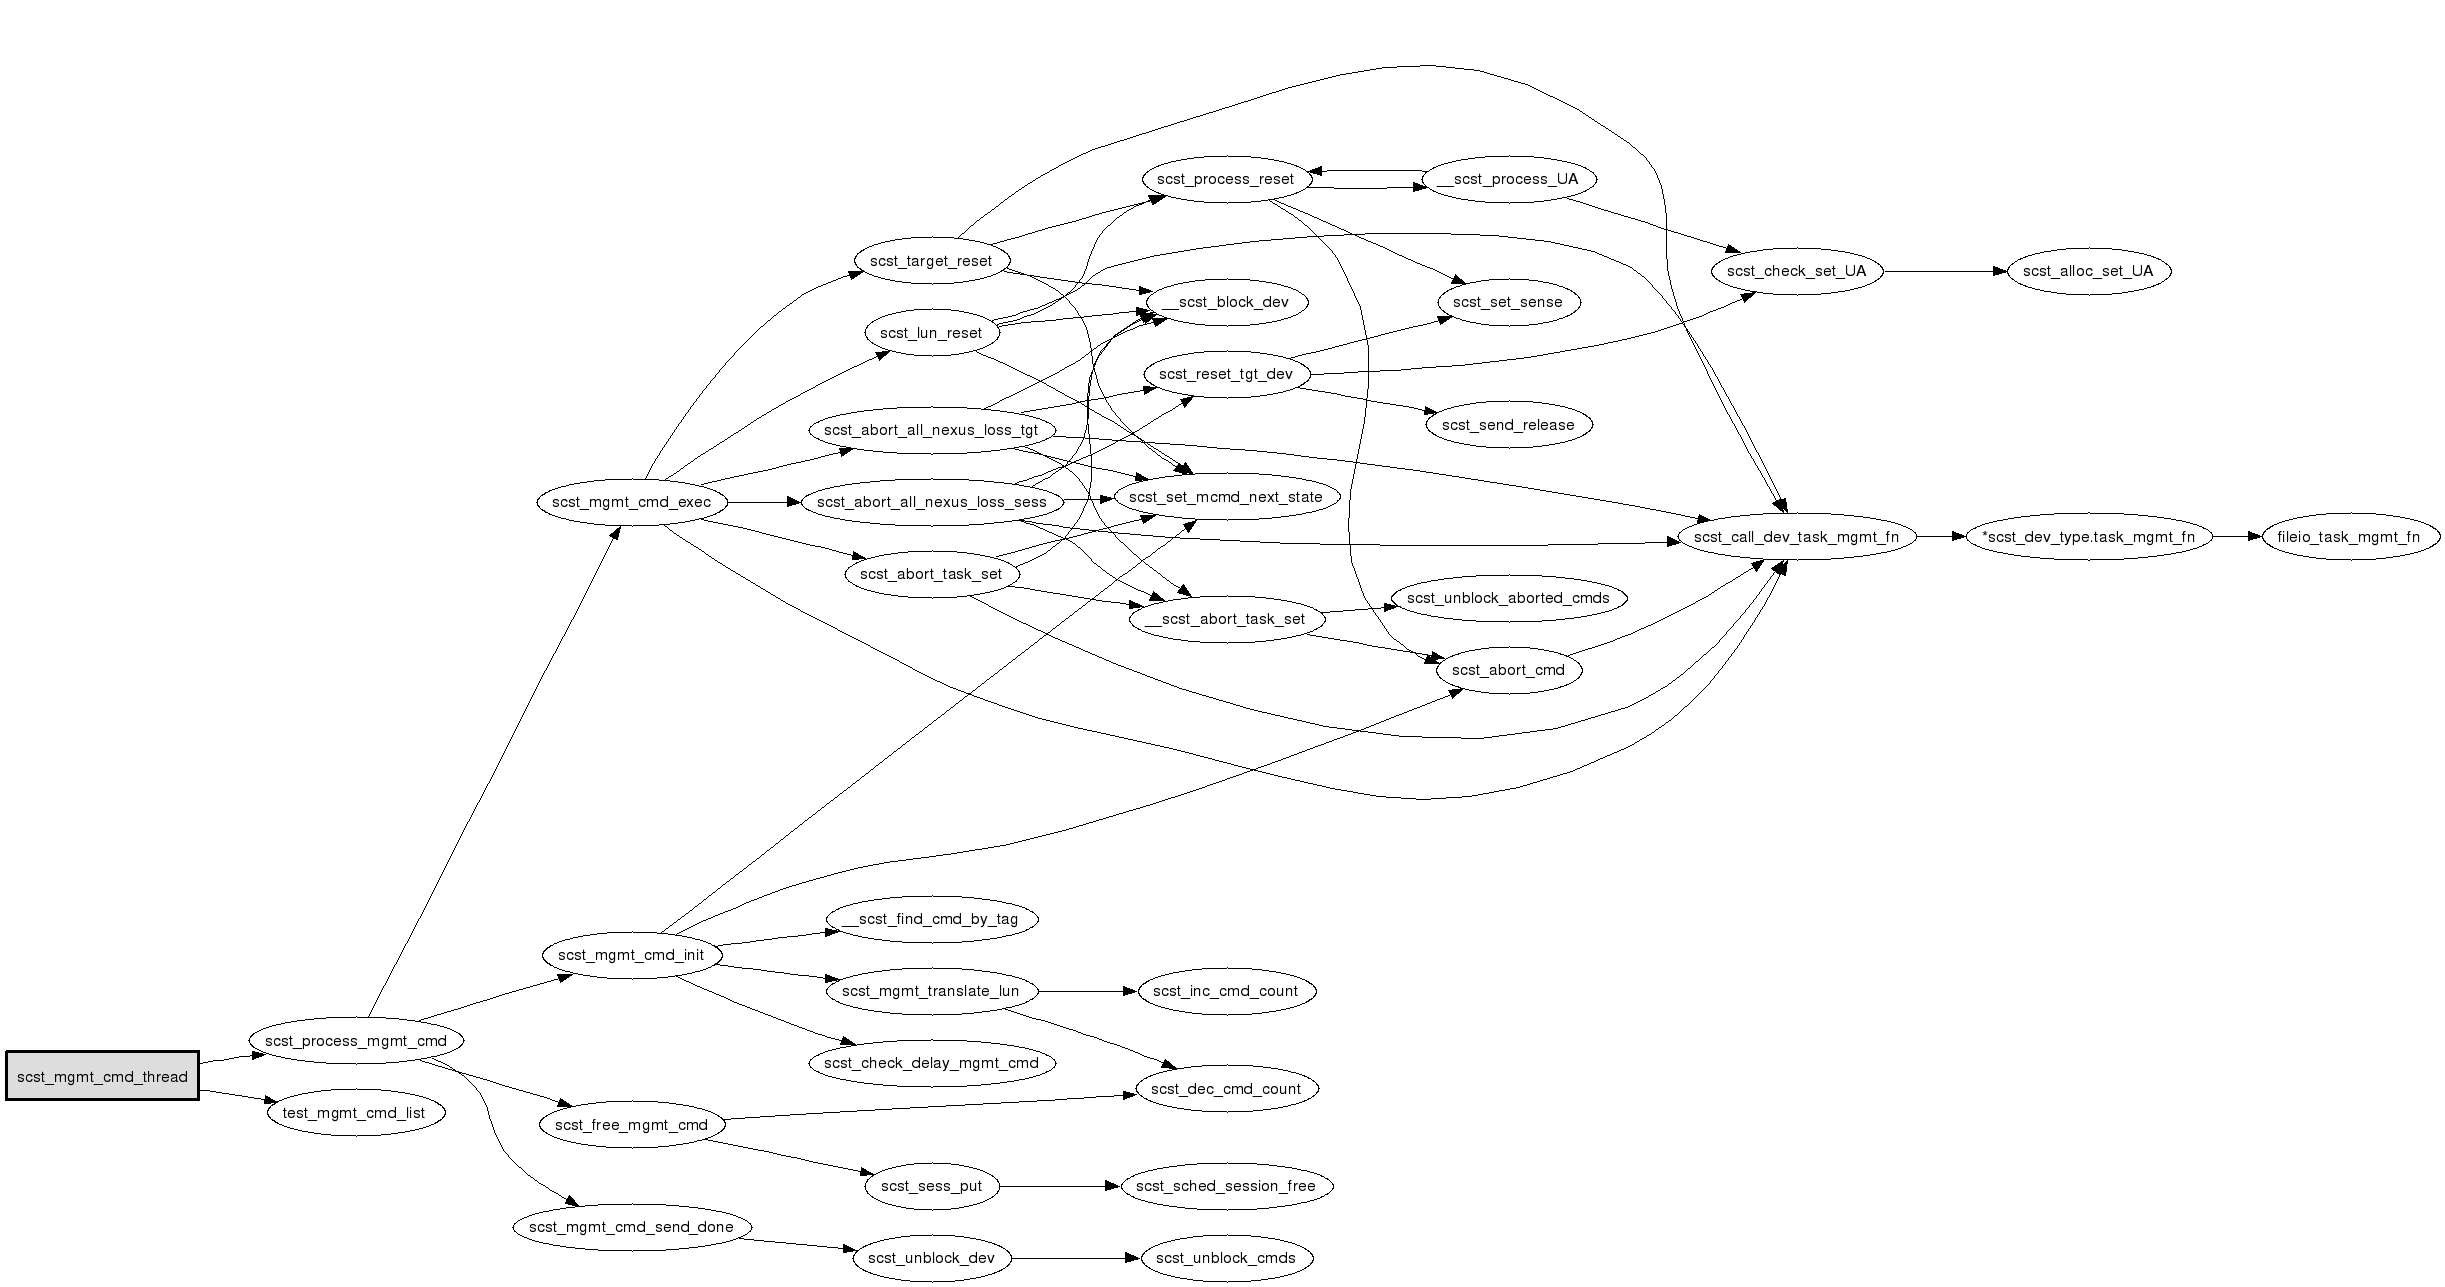 scst_process_reset
__scst_process_UA
scst_target_reset
scst_check_set_UA
scst_alloc_set_UA
__scst_block_dev
scst_set_sense
scst_lun_reset
scst_reset_tgt_dev
scst_send_release
scst_abort_all_nexus_loss_tgt
scst_mgmt_cmd_exec
scst_abort_all_nexus_loss_sess
scst_set_mcmd_next_state
scst_call_dev_task_mgmt_fn
*scst_dev_type.task_mgmt_fn
fileio_task_mgmt_fn
scst_abort_task_set
scst_unblock_aborted_cmds
__scst_abort_task_set
scst_abort_cmd
__scst_find_cmd_by_tag
scst_mgmt_cmd_init
scst_mgmt_translate_lun
scst_inc_cmd_count
scst_process_mgmt_cmd
scst_check_delay_mgmt_cmd
scst_mgmt_cmd_thread
scst_dec_cmd_count
test_mgmt_cmd_list
scst_free_mgmt_cmd
scst_sess_put
scst_sched_session_free
scst_mgmt_cmd_send_done
scst_unblock_dev
scst_unblock_cmds